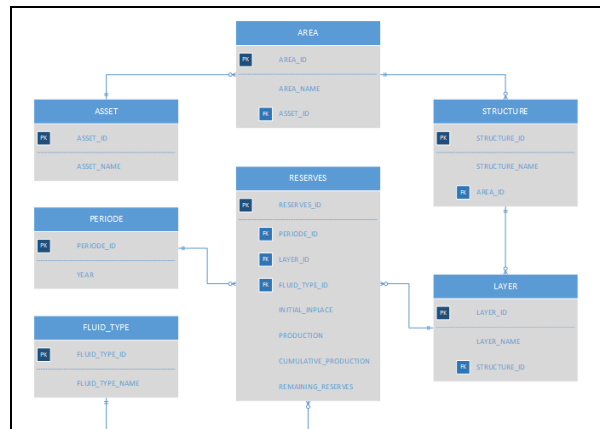 AREA
PK AREA_ID
AREA_NAME
FK ASSET_ID
ASSET
PK ASSET_ID
ASSET_NAME
STRUCTURE
PK STRUCTURE_ID
STRUCTURE_NAME
FK AREA_ID
RESERVES
PK RESERVES_ID
FK PERIODE_ID
FK LAYER_ID
FK FLUID_TYPE_ID
INITIAL_INPLACE
PRODUCTION
CUMULATIVE_PRODUCTION
REMAINING_RESERVES
PERIODE
PK PERIODE_ID
YEAR
LAYER
PK LAYER_ID
LAYER_NAME
FK STRUCTURE_ID
FLUID_TYPE
PK FLUID_TYPE_ID
FLUID_TYPE_NAME